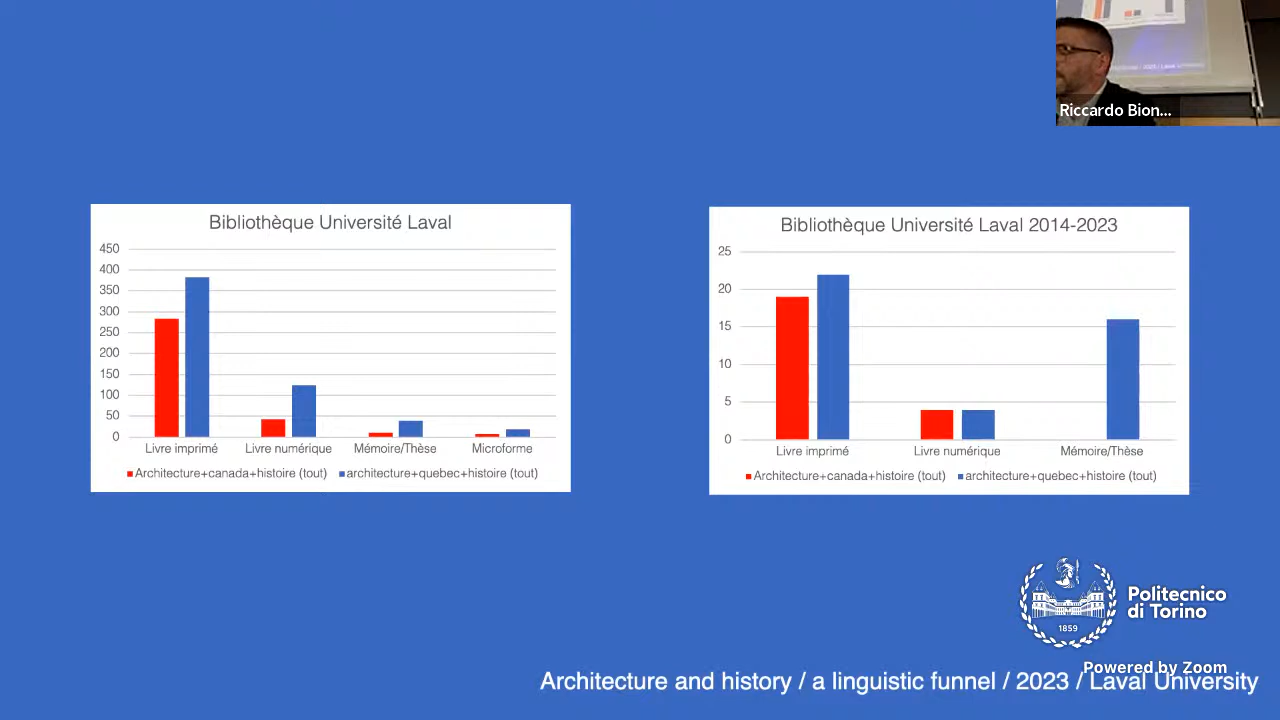 Riccardo Bion...
Bibliothèque Université Laval
450
400
350
300
250
200
150
100
50
0
Livre imprimé Livre numérique Mémoire/Thèse Microforme
Architecture+canada+histoire (tout) architecture+quebec+histoire (tout)
Bibliothèque Université Laval 2014-2023
25
20
15
10
5
0
Livre imprimé Livre numérique Mémoire/Thèse
Architecture+canada+histoire (tout) architecture+quebec+histoire (tout)
Politecnico
di Torino
1859
Powered by Zoom
Architecture and history / a linguistic funnel / 2023 / Laval University